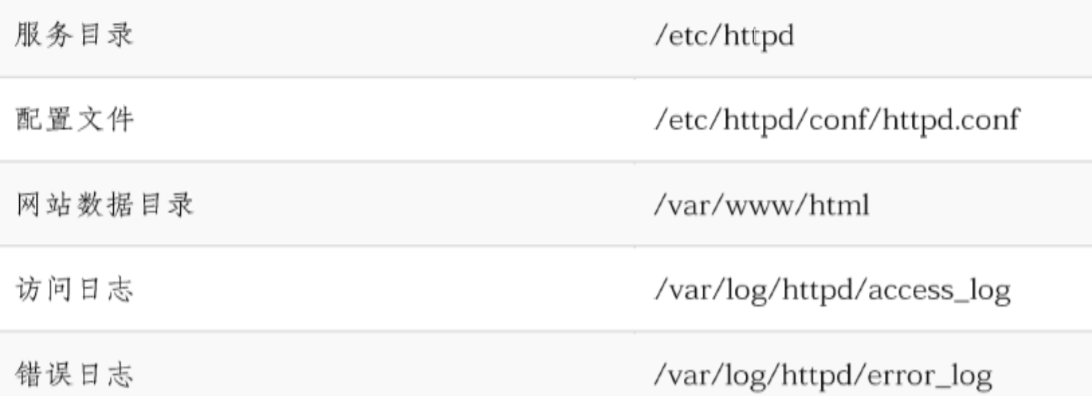 服务目录 /etc/httpd
配置文件 /etc/httpd/conf/httpd.conf
网站数据目录 /var/www/html
访问日志 /var/log/httpd/access_log
错误日志 /var/log/httpd/error_log